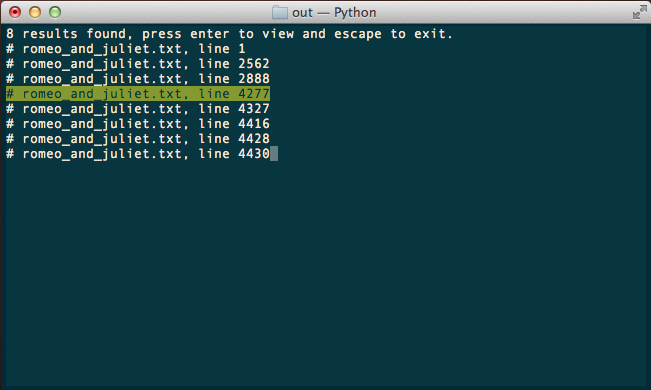 out — Python
8 results found, press enter to view and escape to exit.
# romeo_and_juliet.txt, line 1
# romeo_and_juliet.txt, line 2562
# romeo_and_juliet.txt, line 2888
# romeo_and_juliet.txt, line 4277
# romeo_and_juliet.txt, line 4327
# romeo_and_juliet.txt, line 4416
# romeo_and_juliet.txt, line 4428
# romeo_and_juliet.txt, line 4430